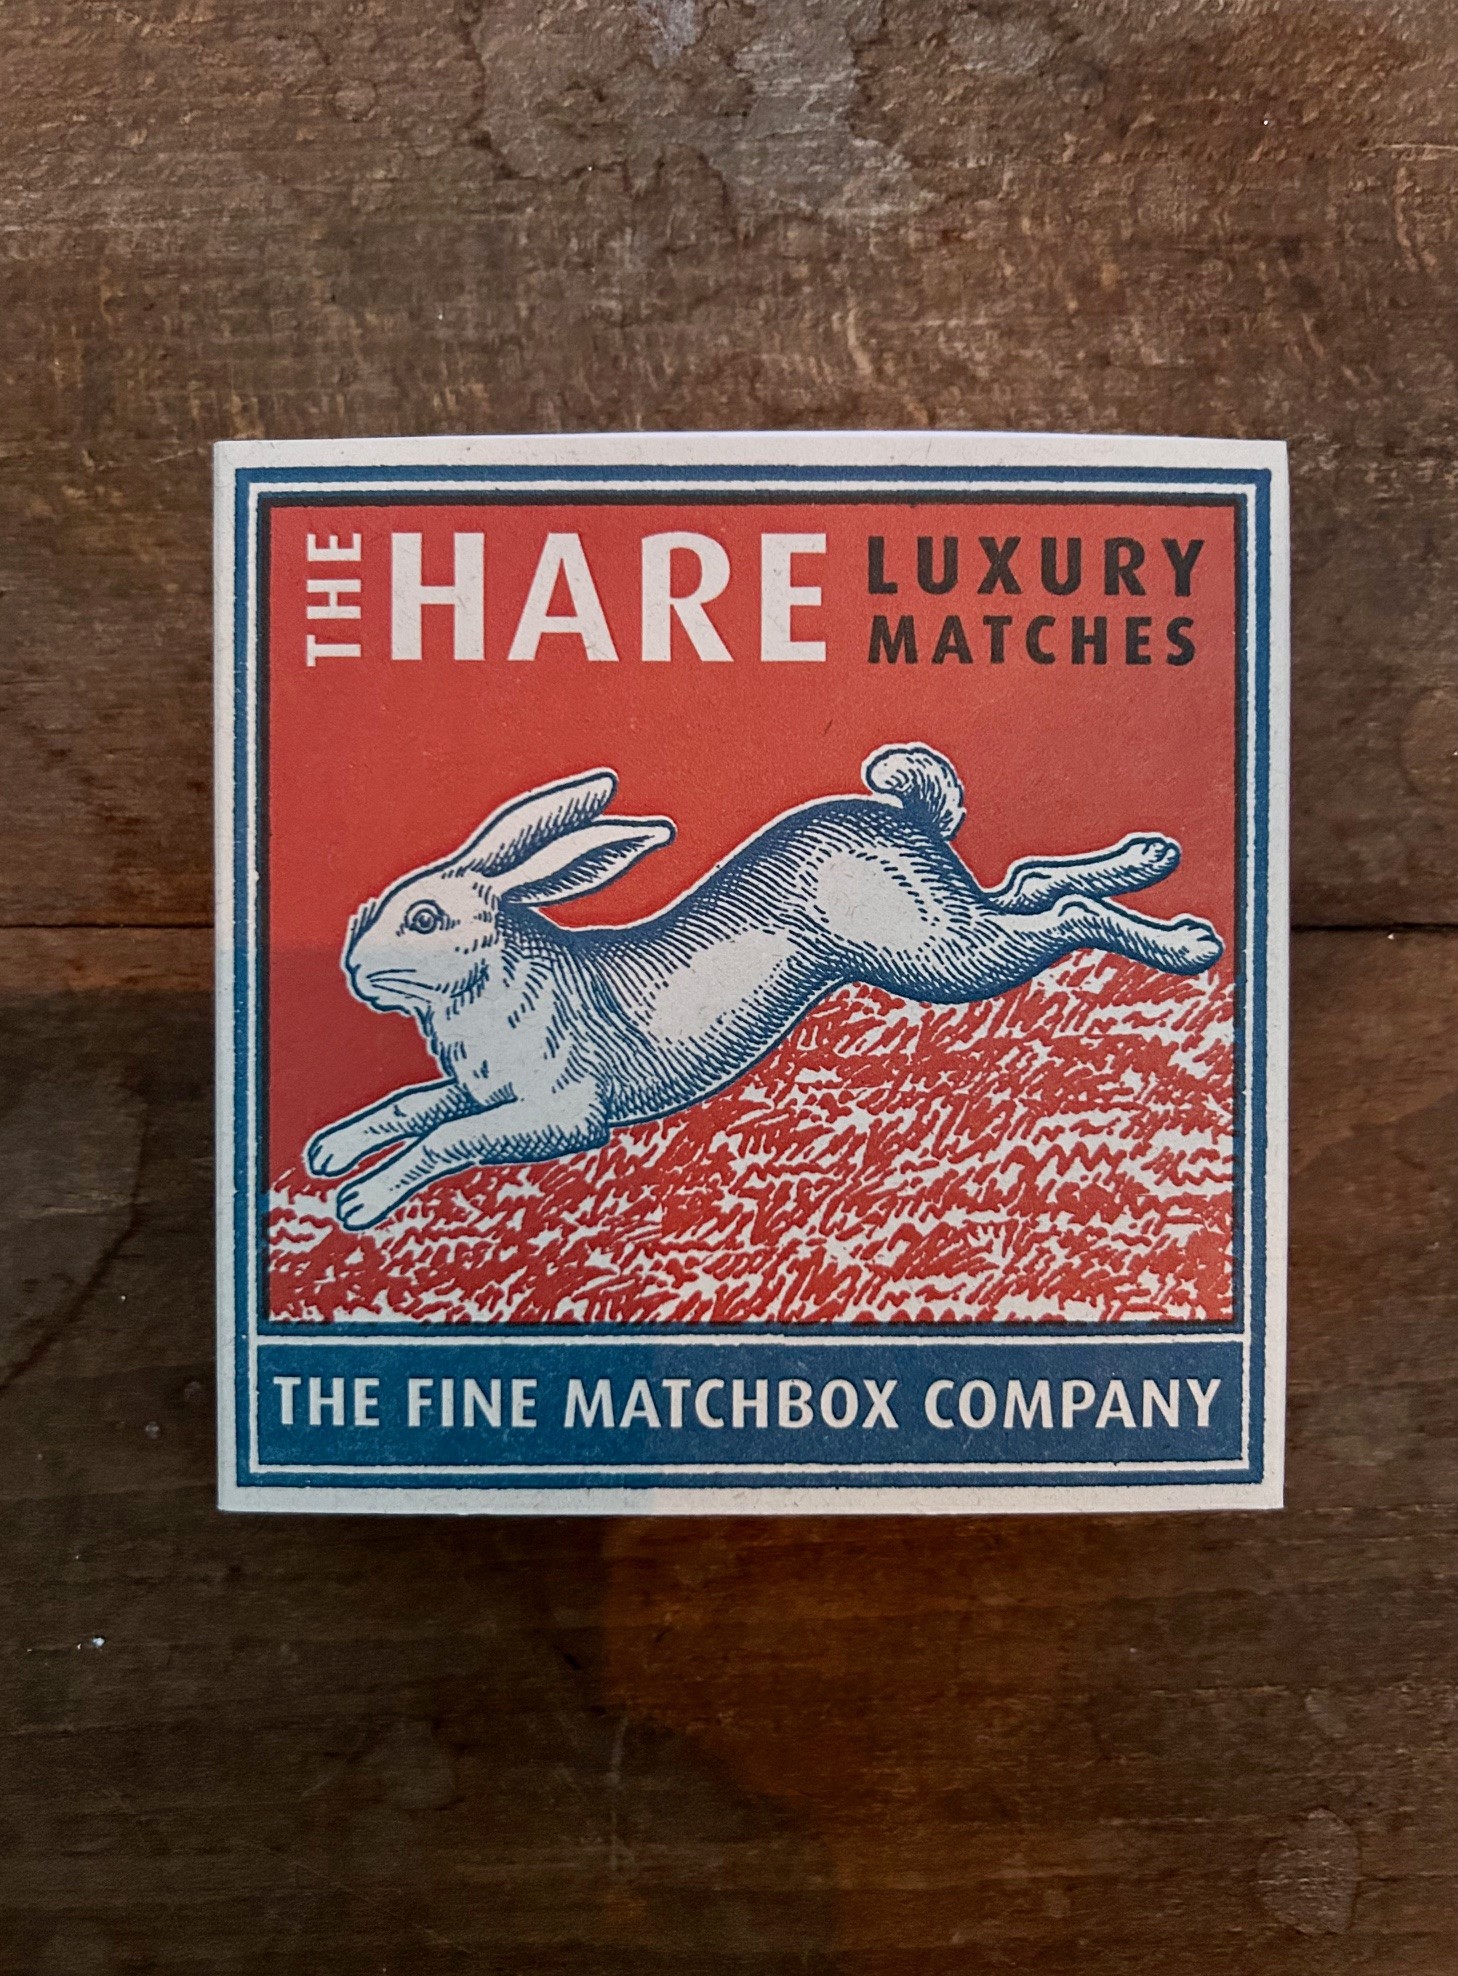 THE HARE LUXURY
MATCHES
THE FINE MATCHBOX COMPANY